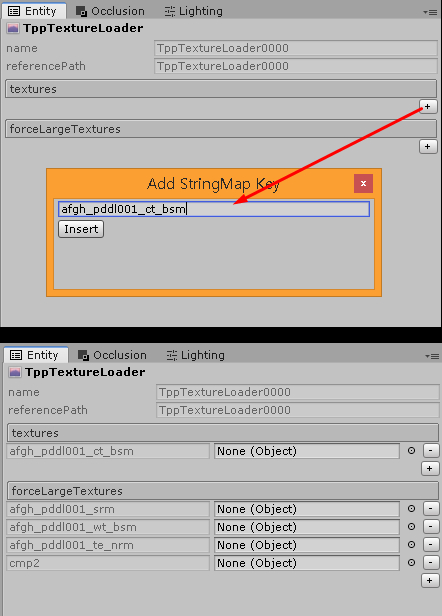 Entity Occlusion Lighting
TppTextureLoader
name TppTextureLoader0000
referencePath TppTextureLoader0000
textures
+
forceLargeTextures
+
Add StringMap Key x
afgh_pddl001_ct_bsm
Insert
Entity Occlusion Lighting
TppTextureLoader
name TppTextureLoader0000
referencePath TppTextureLoader0000
textures
afgh_pddl001_ct_bsm None (Object) -
+
forceLargeTextures
afgh_pddl001_srm None (Object) -
afgh_pddl001_wt_bsm None (Object) -
afgh_pddl001_te_nrm None (Object) -
cmp2 None (Object) -
+